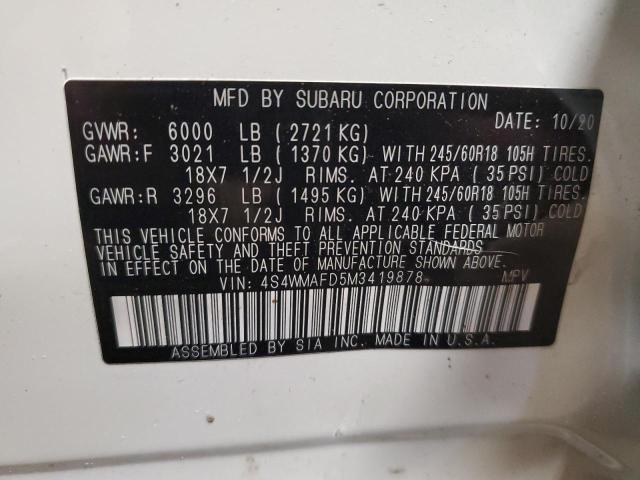 MFD BY SUBARU CORPORATION
DATE: 10/20
GVWR: 6000 LB (2721 KG)
GAWR:F 3021 LB (1370 KG) WITH 245/60R18 105H TIRES.
18X7 1/2J RIMS. AT 240 KPA (35 PSI) COLD
GAWR:R 3296 LB (1495 KG) WITH 245/60R18 105H TIRES.
18X7 1/2J RIMS. AT 240 KPA (35 PSI) COLD
THIS VEHICLE CONFORMS TO ALL APPLICABLE FEDERAL MOTOR
VEHICLE SAFETY AND THEFT PREVENTION STANDARDS
IN EFFECT ON THE DATE OF MANUFACTURE SHOWN ABOVE.
VIN: 4S4WMAFD5M3419878 MPV
ASSEMBLED BY SIA INC. MADE IN U.S.A.